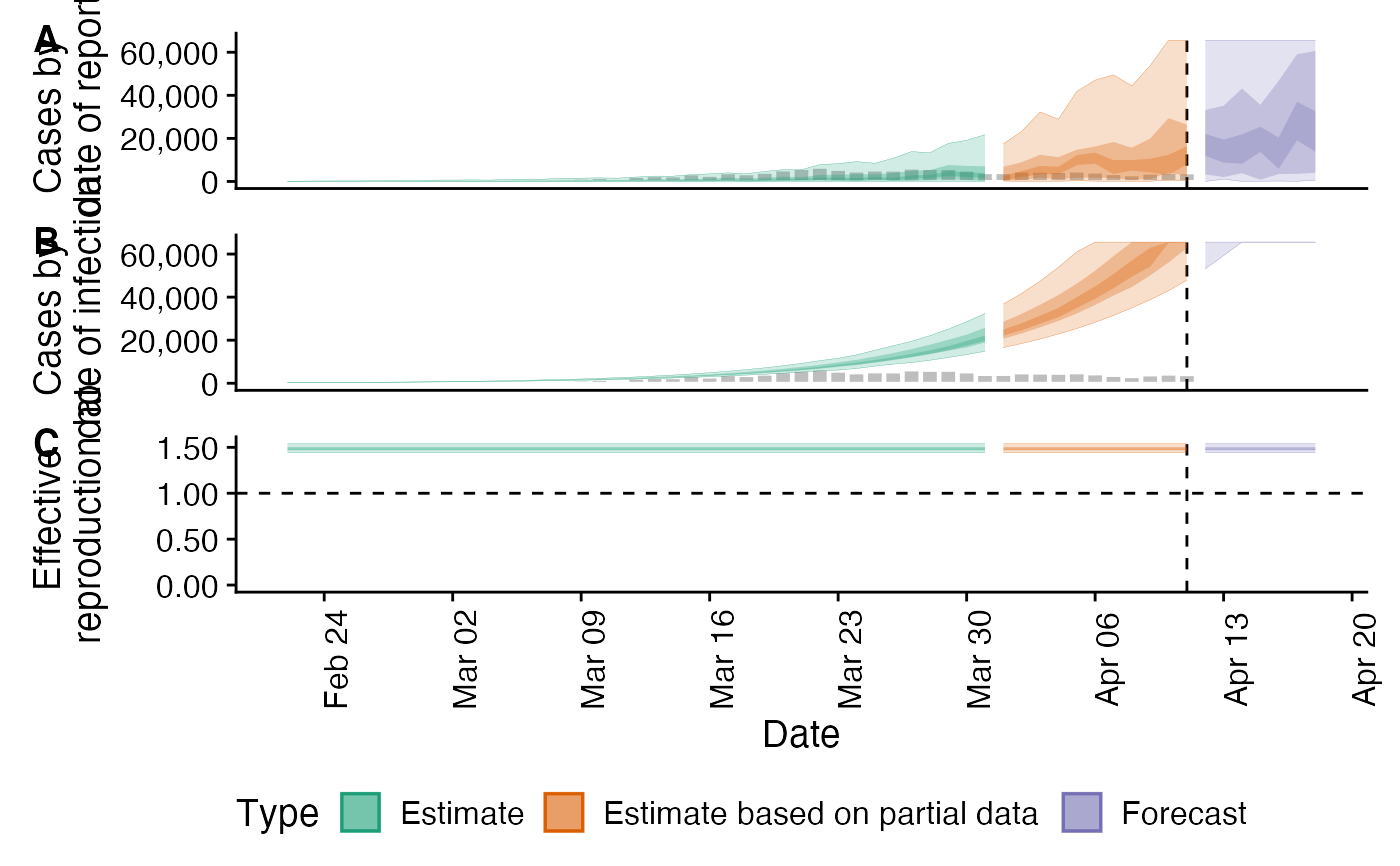 A
Cases by
date of report
60,000
40,000
20,000
0
B
Cases by
date of infection
60,000
40,000
20,000
0
C
Effective
reproduction no.
1.50
1.00
0.50
0.00
Feb 24
Mar 02
Mar 09
Mar 16
Mar 23
Mar 30
Apr 06
Apr 13
Apr 20
Date
Type Estimate Estimate based on partial data Forecast